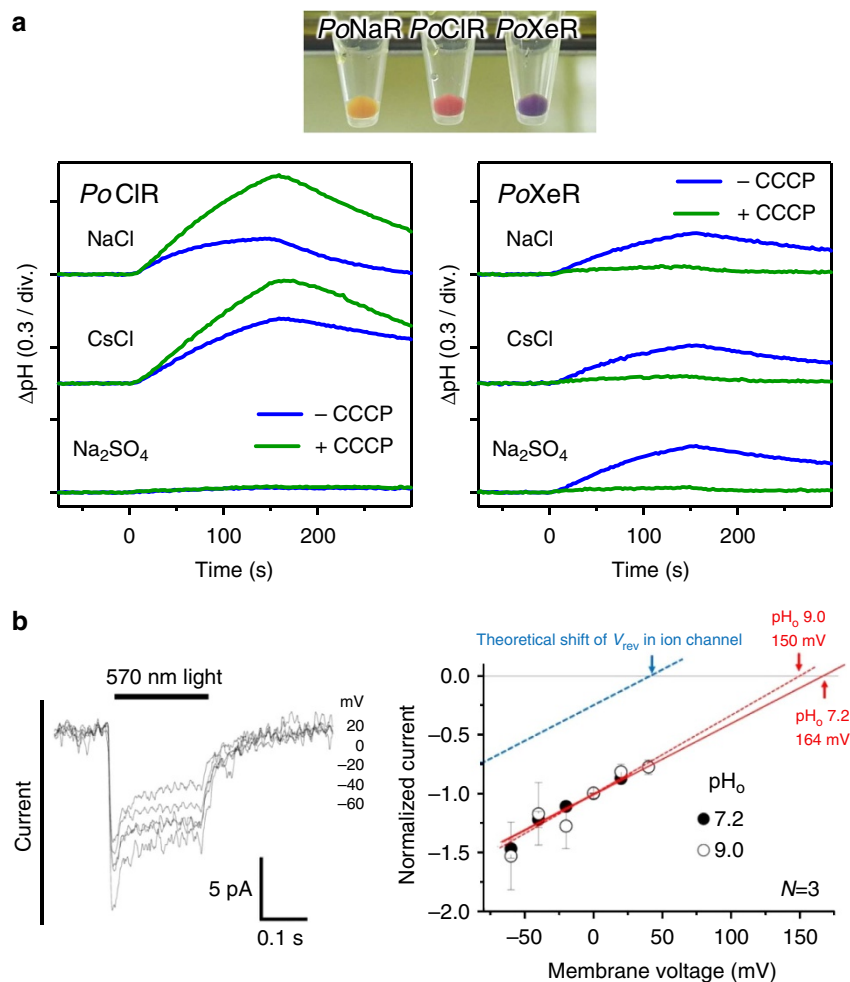 a
PoNaR PoClR PoXeR
PoClR
NaCl
CsCl
Na₂SO₄
– CCCP
+ CCCP
ΔpH (0.3 / div.)
0 100 200
Time (s)
PoXeR
– CCCP
+ CCCP
NaCl
CsCl
Na₂SO₄
ΔpH (0.3 / div.)
0 100 200
Time (s)
b
570 nm light
mV
20
0
–20
–40
–60
Current
5 pA
0.1 s
Theoretical shift of Vrev in ion channel
pHo 9.0
150 mV
pHo 7.2
164 mV
0.0
–0.5
–1.0
–1.5
–2.0
Normalized current
pHo
7.2
9.0
N=3
–50 0 50 100 150
Membrane voltage (mV)